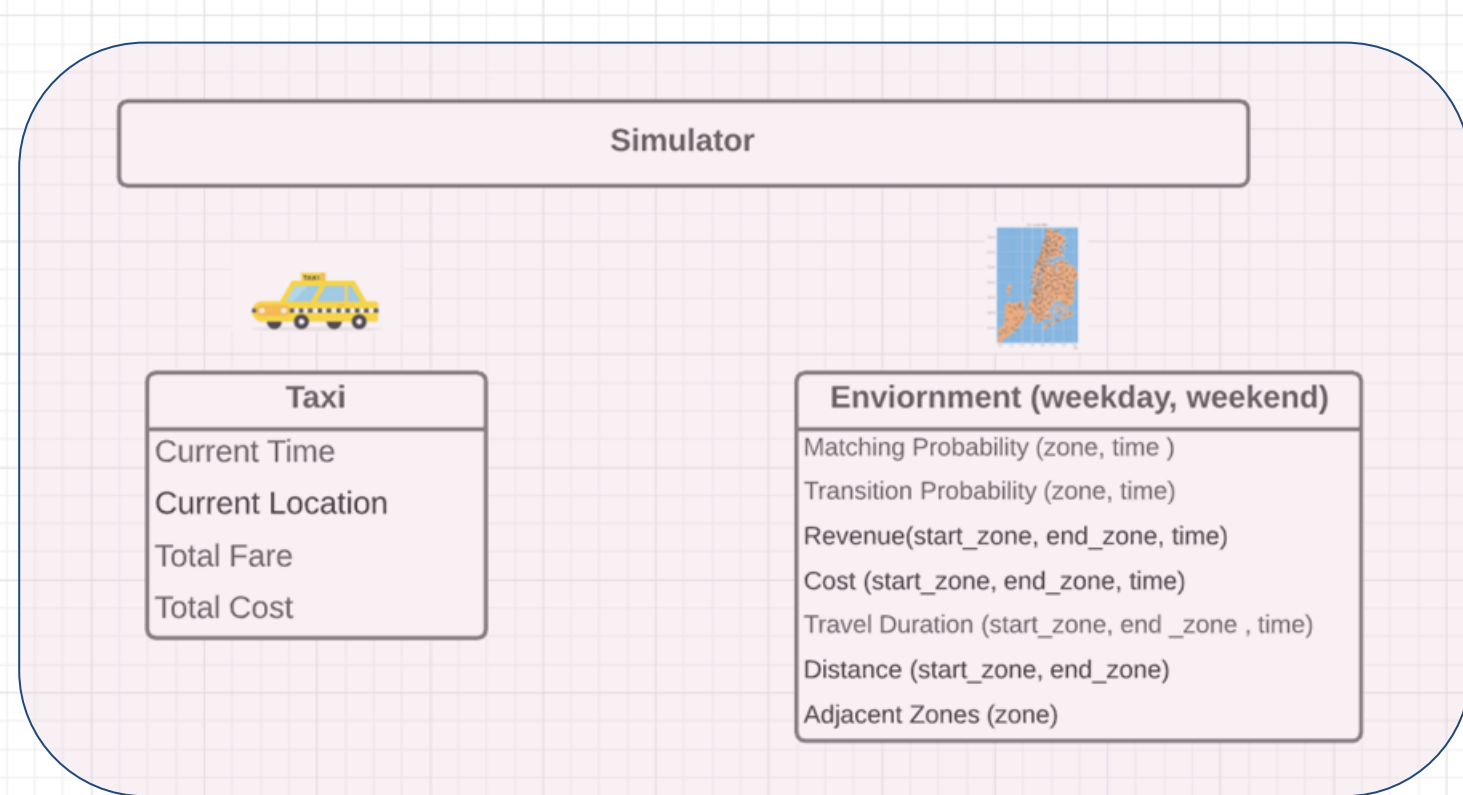 Simulator
TAXI
Taxi
Current Time
Current Location
Total Fare
Total Cost
Enviornment (weekday, weekend)
Matching Probability (zone, time )
Transition Probability (zone, time)
Revenue(start_zone, end_zone, time)
Cost (start_zone, end_zone, time)
Travel Duration (start_zone, end _zone , time)
Distance (start_zone, end_zone)
Adjacent Zones (zone)